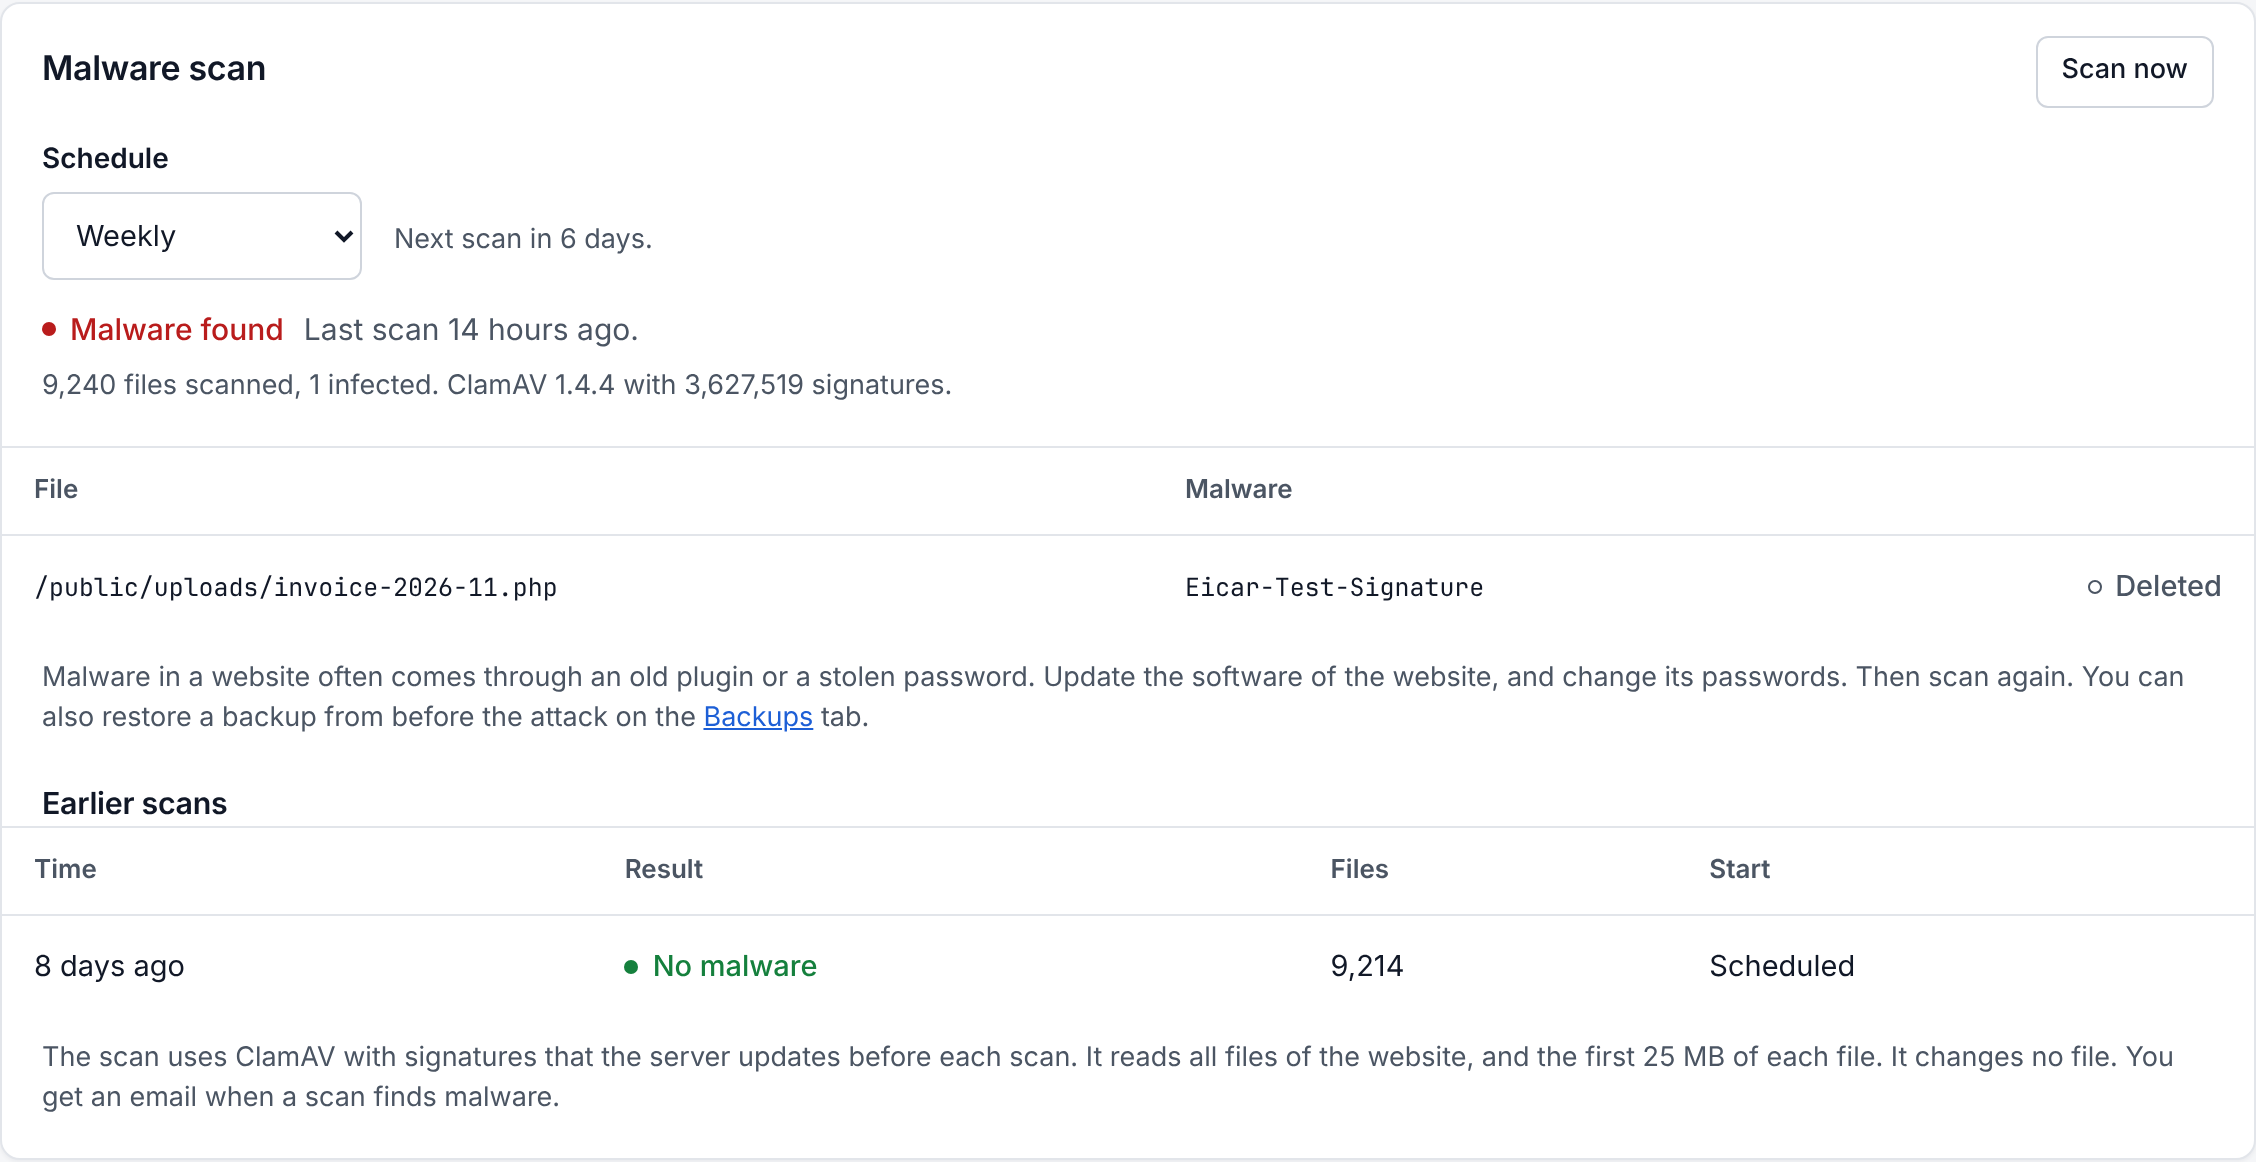 Malware scan
Scan now
Schedule
Weekly
Next scan in 6 days.
Malware found Last scan 14 hours ago.
9,240 files scanned, 1 infected. ClamAV 1.4.4 with 3,627,519 signatures.
File Malware
/public/uploads/invoice-2026-11.php Eicar-Test-Signature Deleted
Malware in a website often comes through an old plugin or a stolen password. Update the software of the website, and change its passwords. Then scan again. You can
also restore a backup from before the attack on the Backups tab.
Earlier scans
Time Result Files Start
8 days ago No malware 9,214 Scheduled
The scan uses ClamAV with signatures that the server updates before each scan. It reads all files of the website, and the first 25 MB of each file. It changes no file. You
get an email when a scan finds malware.